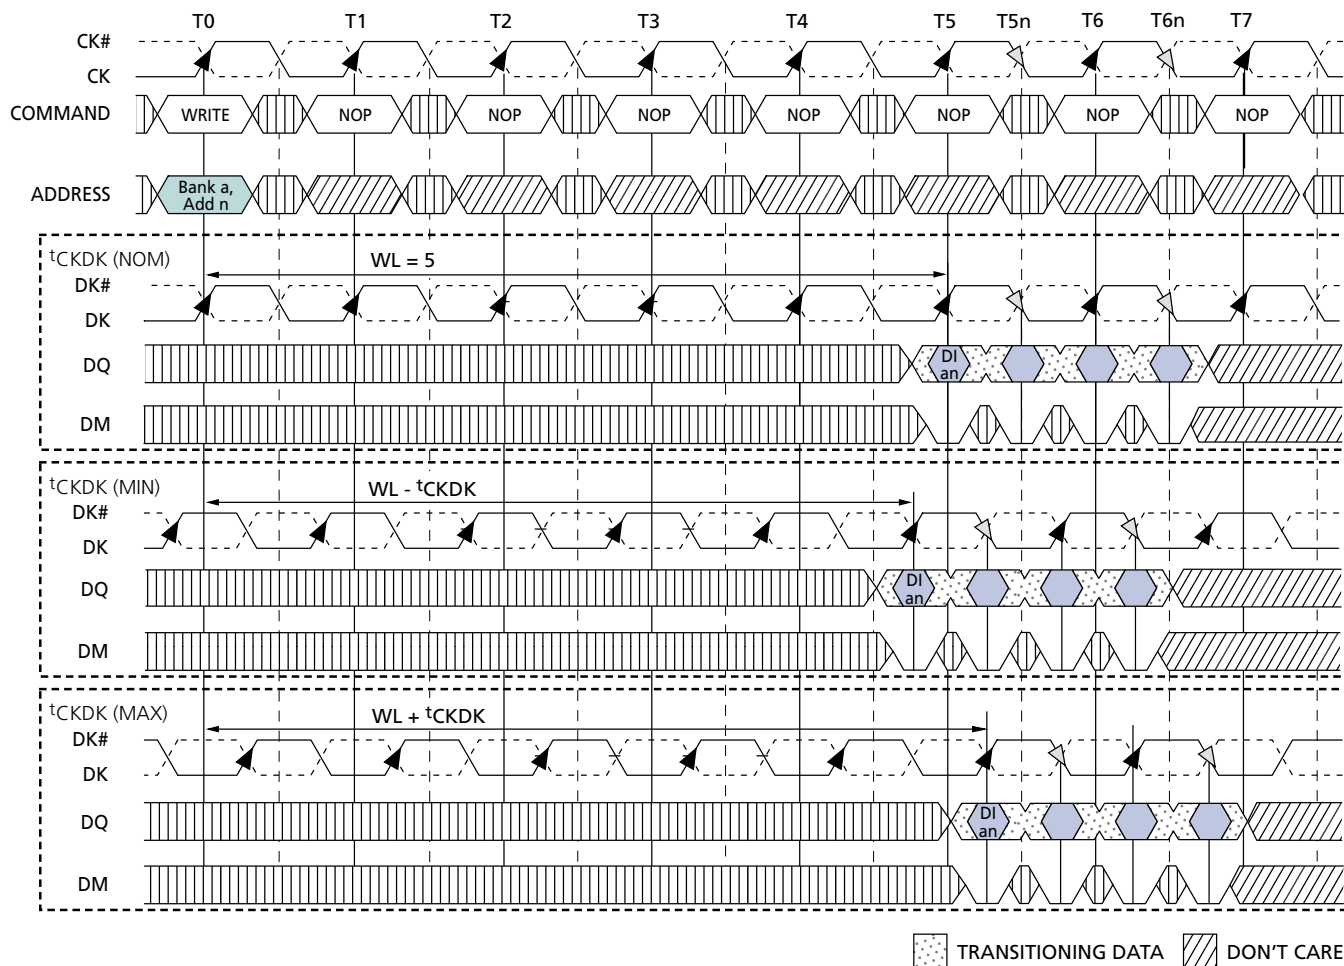 T0 T1 T2 T3 T4 T5 T5n T6 T6n T7
CK#
CK
COMMAND WRITE NOP NOP NOP NOP NOP NOP NOP
ADDRESS Bank a,
Add n
tCKDK (NOM)
WL = 5
DK#
DK
DQ DI
an
DM
tCKDK (MIN)
WL - tCKDK
DK#
DK
DQ DI
an
DM
tCKDK (MAX)
WL + tCKDK
DK#
DK
DQ DI
an
DM
TRANSITIONING DATA DON'T CARE